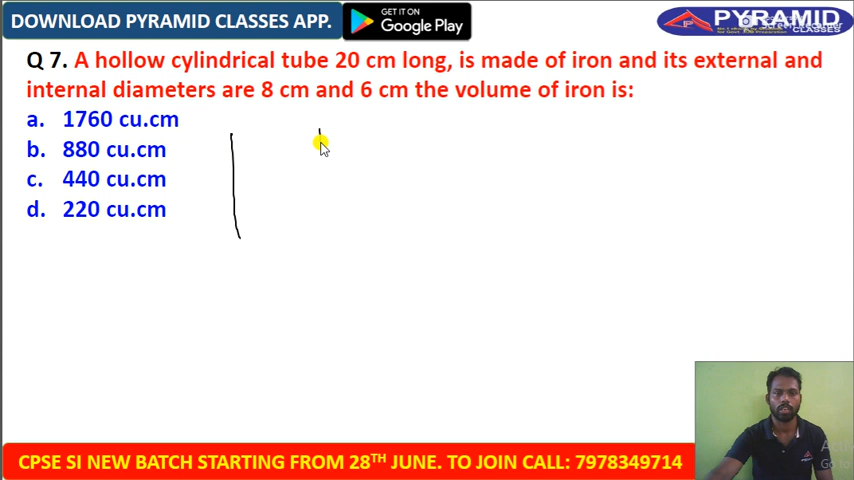 DOWNLOAD PYRAMID CLASSES APP.
GET IT ON
Google Play
PYRAMID
CLASSES
Q 7. A hollow cylindrical tube 20 cm long, is made of iron and its external and
internal diameters are 8 cm and 6 cm the volume of iron is:
a. 1760 cu.cm
b. 880 cu.cm
c. 440 cu.cm
d. 220 cu.cm
CPSE SI NEW BATCH STARTING FROM 28TH JUNE. TO JOIN CALL: 7978349714